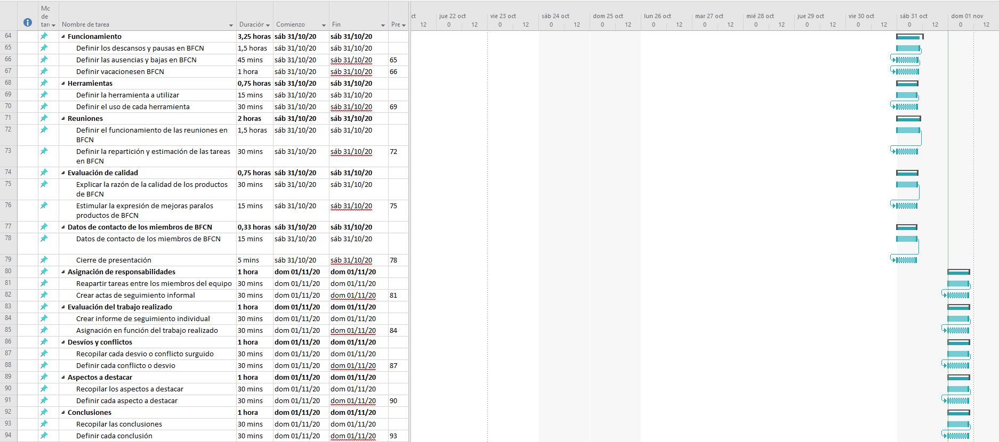 Mc
de
tare
Nombre de tarea Duración Comienzo Fin Pre
ct jue 22 oct vie 23 oct sáb 24 oct dom 25 oct lun 26 oct mar 27 oct mié 28 oct jue 29 oct vie 30 oct sáb 31 oct dom 01 nov
12 0 12 0 12 0 12 0 12 0 12 0 12 0 12 0 12 0 12 0 12 0 12
64 Funcionamiento 3,25 horas sáb 31/10/20 sáb 31/10/20
65 Definir los descansos y pausas en BFCN 1,5 horas sáb 31/10/20 sáb 31/10/20
66 Definir las ausencias y bajas en BFCN 45 mins sáb 31/10/20 sáb 31/10/20 65
67 Definir vacacionesen BFCN 1 hora sáb 31/10/20 sáb 31/10/20 66
68 Herramientas 0,75 horas sáb 31/10/20 sáb 31/10/20
69 Definir la herramienta a utilizar 15 mins sáb 31/10/20 sáb 31/10/20
70 Definir el uso de cada herramienta 30 mins sáb 31/10/20 sáb 31/10/20 69
71 Reuniones 2 horas sáb 31/10/20 sáb 31/10/20
72 Definir el funcionamiento de las reuniones en 1,5 horas sáb 31/10/20 sáb 31/10/20
BFCN
73 Definir la repartición y estimación de las tareas 30 mins sáb 31/10/20 sáb 31/10/20 72
en BFCN
74 Evaluación de calidad 0,75 horas sáb 31/10/20 sáb 31/10/20
75 Explicar la razón de la calidad de los productos 30 mins sáb 31/10/20 sáb 31/10/20
de BFCN
76 Estimular la expresión de mejoras paralos 15 mins sáb 31/10/20 sáb 31/10/20 75
productos de BFCN
77 Datos de contacto de los miembros de BFCN 0,33 horas sáb 31/10/20 sáb 31/10/20
78 Datos de contacto de los miembros de BFCN 15 mins sáb 31/10/20 sáb 31/10/20
79 Cierre de presentación 5 mins sáb 31/10/20 sáb 31/10/20 78
80 Asignación de responsabilidades 1 hora dom 01/11/20 dom 01/11/20
81 Reapartir tareas entre los miembros del equipo 30 mins dom 01/11/20 dom 01/11/20
82 Crear actas de seguimiento informal 30 mins dom 01/11/20 dom 01/11/20 81
83 Evaluación del trabajo realizado 1 hora dom 01/11/20 dom 01/11/20
84 Crear informe de seguimiento individual 30 mins dom 01/11/20 dom 01/11/20
85 Asignación en función del trabajo realizado 30 mins dom 01/11/20 dom 01/11/20 84
86 Desvíos y conflictos 1 hora dom 01/11/20 dom 01/11/20
87 Recopilar cada desvio o conflicto surguido 30 mins dom 01/11/20 dom 01/11/20
88 Definir cada conflicto o desvio 30 mins dom 01/11/20 dom 01/11/20 87
89 Aspectos a destacar 1 hora dom 01/11/20 dom 01/11/20
90 Recopilar los aspectos a destacar 30 mins dom 01/11/20 dom 01/11/20
91 Definir cada aspecto a destacar 30 mins dom 01/11/20 dom 01/11/20 90
92 Conclusiones 1 hora dom 01/11/20 dom 01/11/20
93 Recopilar las conclusiones 30 mins dom 01/11/20 dom 01/11/20
94 Definir cada conclusión 30 mins dom 01/11/20 dom 01/11/20 93